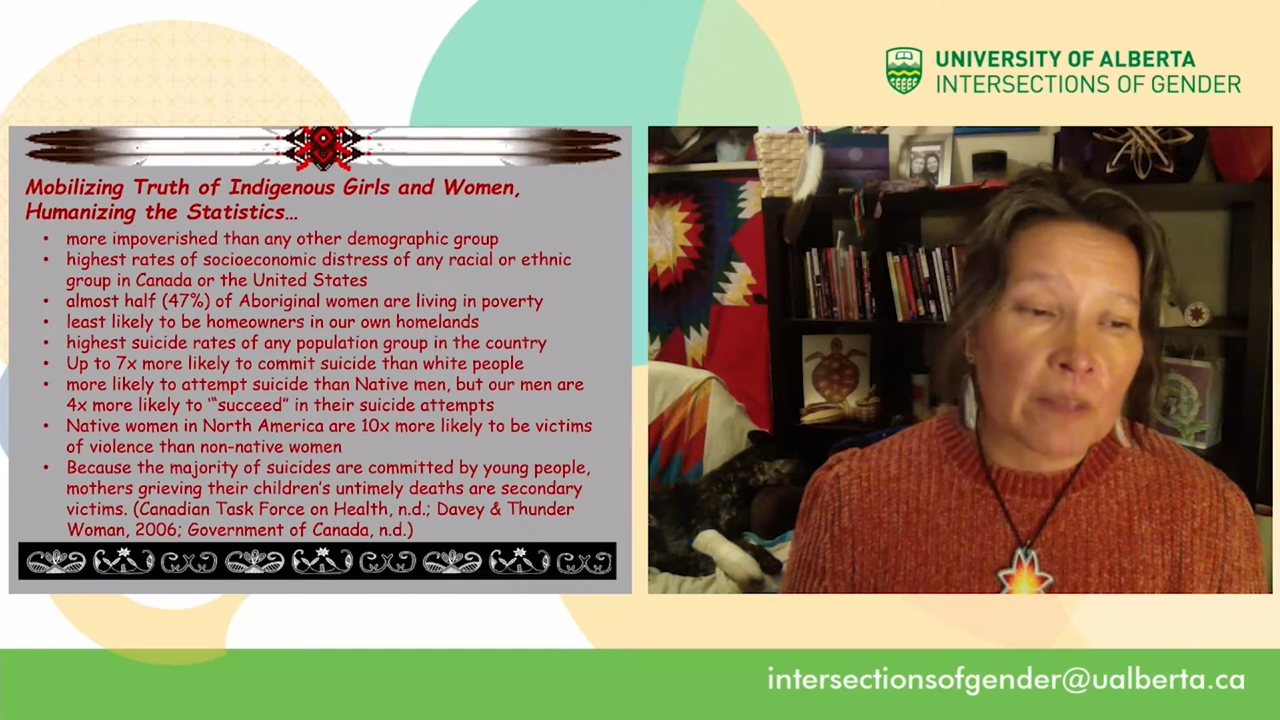 UNIVERSITY OF ALBERTA
INTERSECTIONS OF GENDER
Mobilizing Truth of Indigenous Girls and Women,
Humanizing the Statistics…
• more impoverished than any other demographic group
• highest rates of socioeconomic distress of any racial or ethnic
group in Canada or the United States
• almost half (47%) of Aboriginal women are living in poverty
• least likely to be homeowners in our own homelands
• highest suicide rates of any population group in the country
• Up to 7x more likely to commit suicide than white people
• more likely to attempt suicide than Native men, but our men are
4x more likely to '“succeed” in their suicide attempts
• Native women in North America are 10x more likely to be victims
of violence than non-native women
• Because the majority of suicides are committed by young people,
mothers grieving their children's untimely deaths are secondary
victims. (Canadian Task Force on Health, n.d.; Davey & Thunder
Woman, 2006; Government of Canada, n.d.)
intersectionsofgender@ualberta.ca